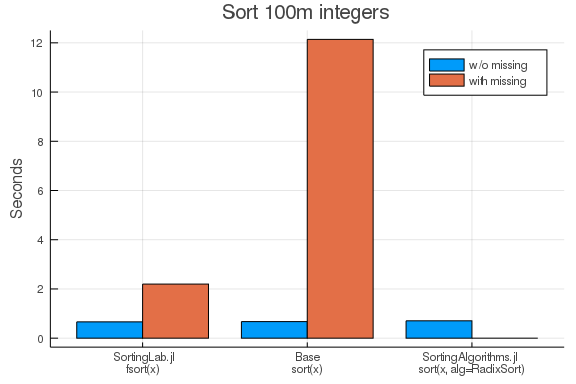 Sort 100m integers
w/o missing
with missing
Seconds
12
10
8
6
4
2
0
SortingLab.jl
fsort(x)
Base
sort(x)
SortingAlgorithms.jl
sort(x, alg=RadixSort)